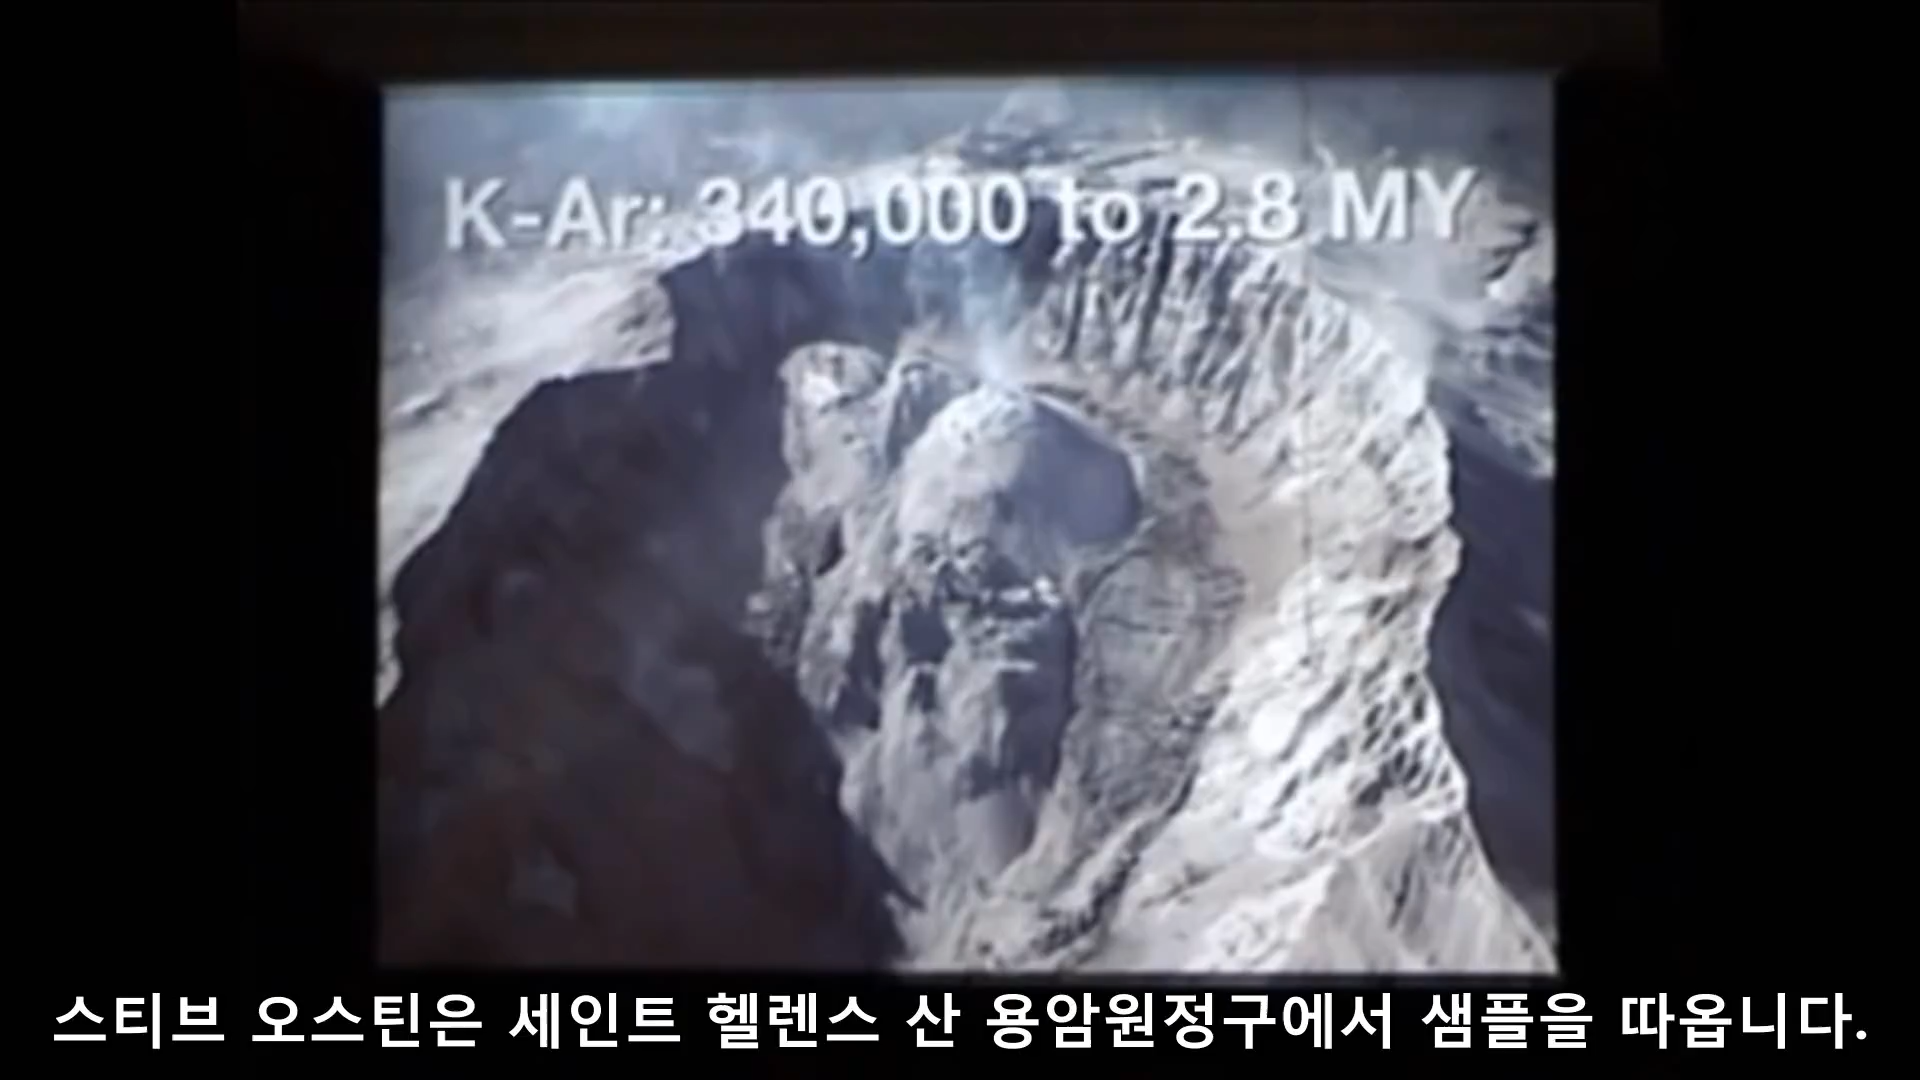 K-Ar: 340,000 to 2.8 MY
스티브 오스틴은 세인트 헬렌스 산 용암원정구에서 샘플을 따옵니다.